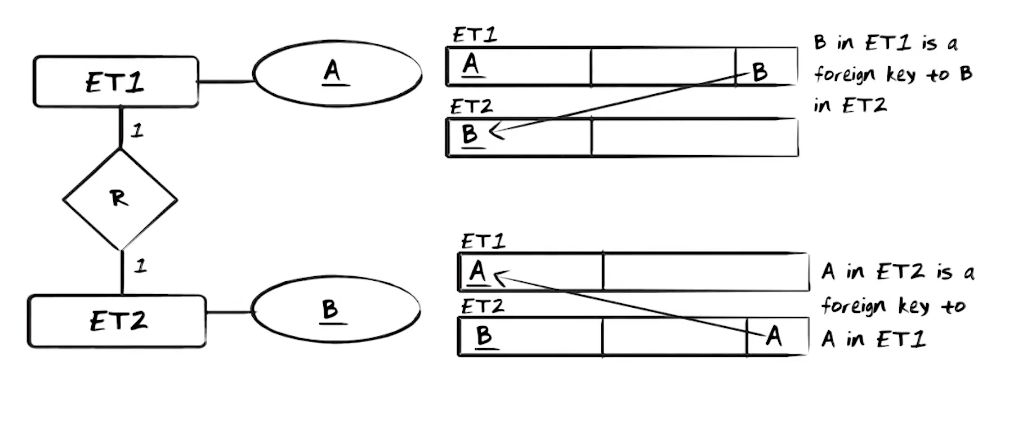 ET1
A
1
R
1
ET2
B
ET1
A
B
ET2
B
B in ET1 is a
foreign key to B
in ET2
ET1
A
ET2
B
A
A in ET2 is a
foreign key to
A in ET1